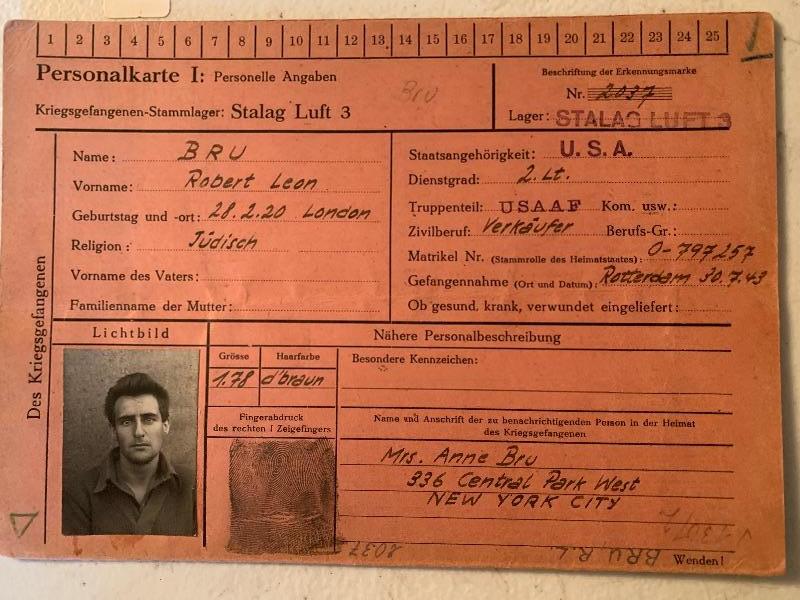 1 2 3 4 5 6 7 8 9 10 11 12 13 14 15 16 17 18 19 20 21 22 23 24 25
Personalkarte I: Personelle Angaben
Bru
Kriegsgefangenen-Stammlager: Stalag Luft 3
Beschriftung der Erkennungsmarke
Nr. 2037
Lager: STALAG LUFT 3
Des Kriegsgefangenen
Name: BRU
Vorname: Robert Leon
Geburtstag und -ort: 28.2.20 London
Religion: Jüdisch
Vorname des Vaters:
Familienname der Mutter:
Staatsangehörigkeit: U.S.A.
Dienstgrad: 2. Lt.
Truppenteil: USAAF Kom. usw.:
Zivilberuf: Verkäufer Berufs-Gr.:
Matrikel Nr. (Stammrolle des Heimatstaates): O-797257
Gefangennahme (Ort und Datum): Rotterdam 30.7.43
Ob gesund, krank, verwundet eingeliefert:
Lichtbild
Nähere Personalbeschreibung
Grösse Haarfarbe
1.78 d'braun
Fingerabdruck
des rechten ! Zeigefingers
Besondere Kennzeichen:
Name und Anschrift der zu benachrichtigenden Person in der Heimat
des Kriegsgefangenen
Mrs. Anne Bru
336 Central Park West
NEW YORK CITY
2037
BRU, R.L.
Wenden!